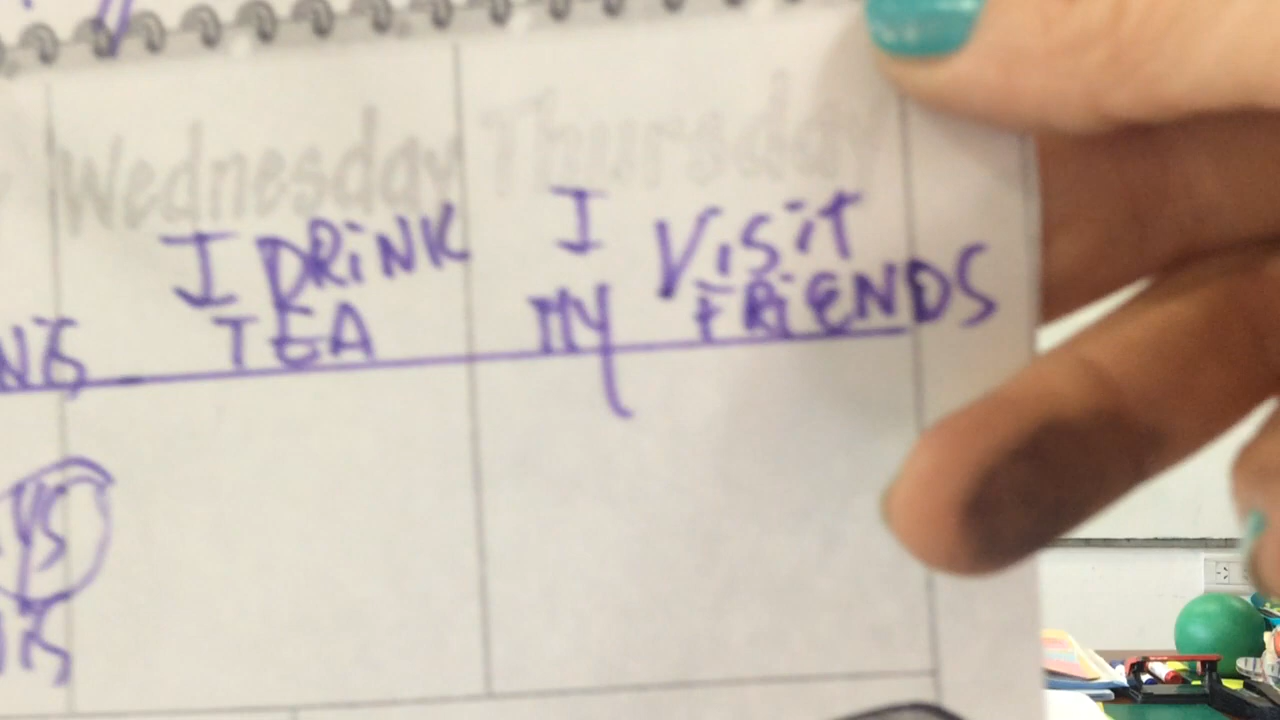 Wednesday Thursday
I DRiNK
TEA
I VisiT
MY FRiENDS